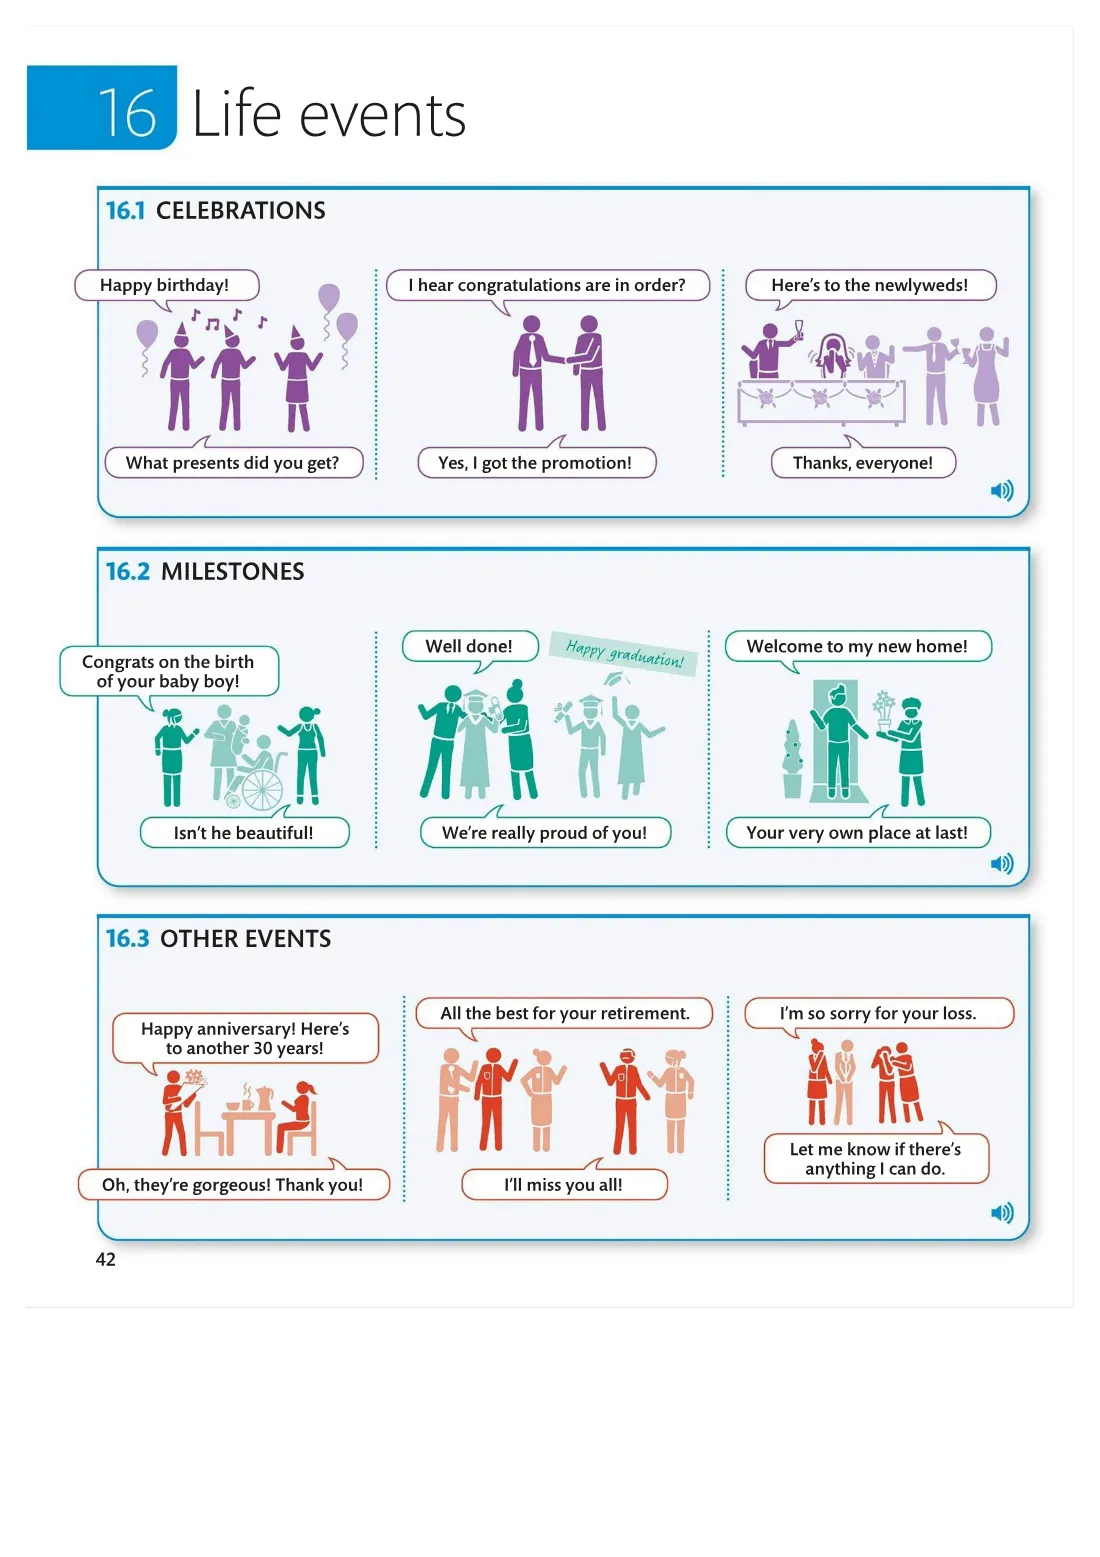 16 Life events
16.1 CELEBRATIONS
Happy birthday!
What presents did you get?
I hear congratulations are in order?
Yes, I got the promotion!
Here's to the newlyweds!
Thanks, everyone!
16.2 MILESTONES
Congrats on the birth
of your baby boy!
Isn't he beautiful!
Well done!
Happy graduation!
We're really proud of you!
Welcome to my new home!
Your very own place at last!
16.3 OTHER EVENTS
Happy anniversary! Here's
to another 30 years!
Oh, they're gorgeous! Thank you!
All the best for your retirement.
I'll miss you all!
I'm so sorry for your loss.
Let me know if there's
anything I can do.
42